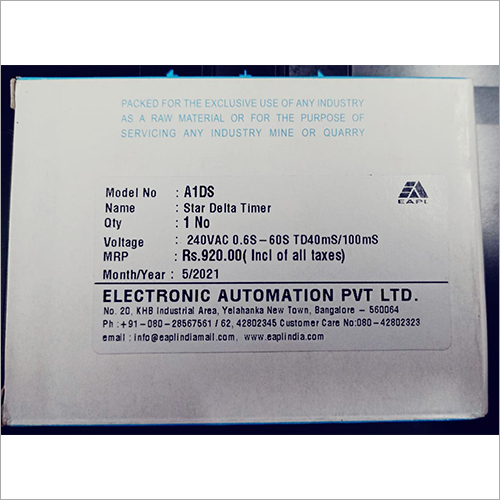 PACKED FOR THE EXCLUSIVE USE OF ANY INDUSTRY
AS A RAW MATERIAL OR FOR THE PURPOSE OF
SERVICING ANY INDUSTRY MINE OR QUARRY
Model No : A1DS
Name : Star Delta Timer
Qty : 1 No
Voltage : 240VAC 0.6S-60S TD40mS/100mS
MRP : Rs.920.00( Incl of all taxes)
Month/Year : 5/2021
EAPL
ELECTRONIC AUTOMATION PVT LTD.
No. 20, KHB Industrial Area, Yelahanka New Town, Bangalore - 560064
Ph : +91-080-28567561 / 62, 42802345 Customer Care No:080-42802323
email : info@eaplindiamail.com, www.eaplindia.com